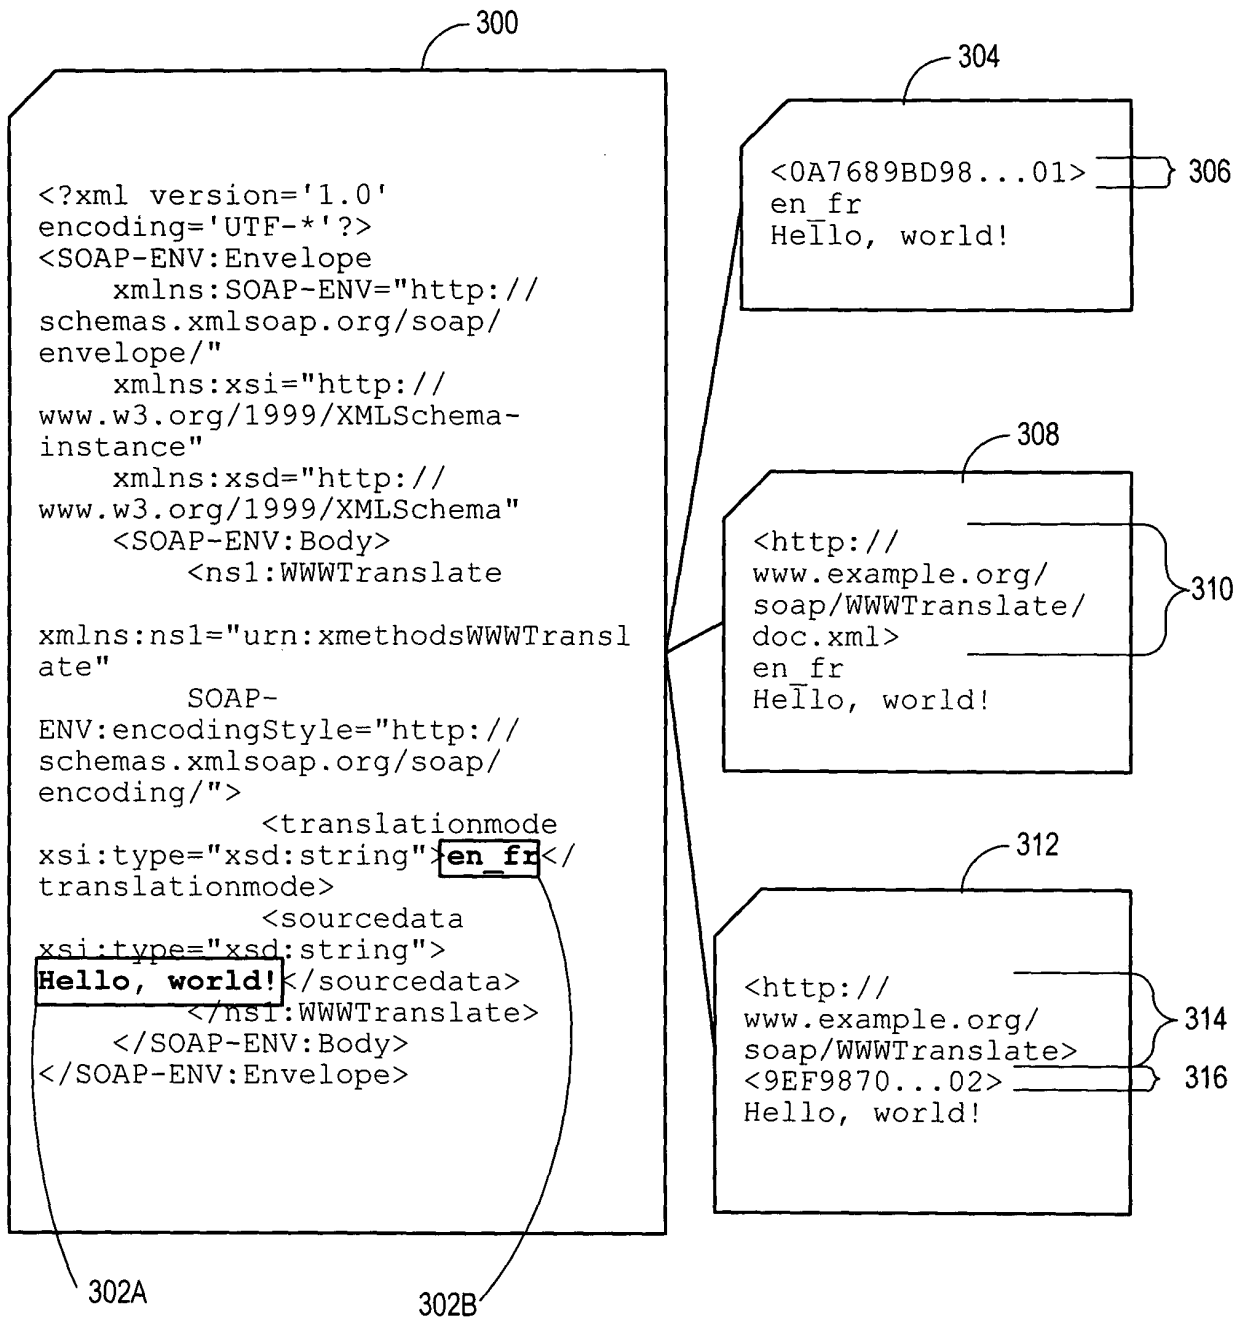 300
<?xml version='1.0'
encoding='UTF-*'?>
<SOAP-ENV:Envelope
xmlns:SOAP-ENV="http://
schemas.xmlsoap.org/soap/
envelope/"
xmlns:xsi="http://
www.w3.org/1999/XMLSchema-
instance"
xmlns:xsd="http://
www.w3.org/1999/XMLSchema"
<SOAP-ENV:Body>
<ns1:WWWTranslate
xmlns:ns1="urn:xmethodsWWWTransl
ate"
SOAP-
ENV:encodingStyle="http://
schemas.xmlsoap.org/soap/
encoding/">
<translationmode
xsi:type="xsd:string">en_fr</
translationmode>
<sourcedata
xsi:type="xsd:string">
Hello, world!</sourcedata>
</ns1:WWWTranslate>
</SOAP-ENV:Body>
</SOAP-ENV:Envelope>
302A
302B
304
<0A7689BD98...01>
306
en_fr
Hello, world!
308
<http://
www.example.org/
soap/WWWTranslate/
doc.xml>
310
en_fr
Hello, world!
312
<http://
www.example.org/
soap/WWWTranslate>
314
<9EF9870...02>
316
Hello, world!